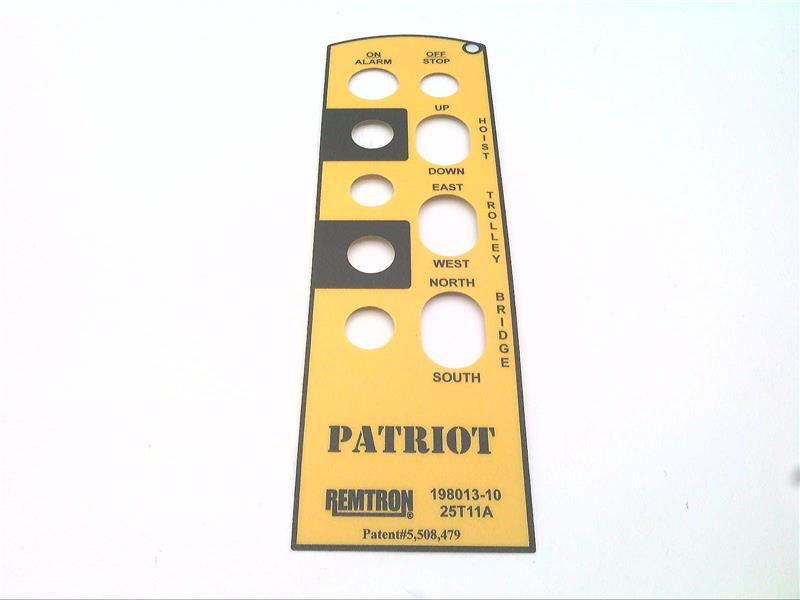 ON
ALARM
OFF
STOP
UP
HOIST
DOWN
EAST
TROLLEY
WEST
NORTH
BRIDGE
SOUTH
PATRIOT
REMTRON®
198013-10
25T11A
Patent#5,508,479